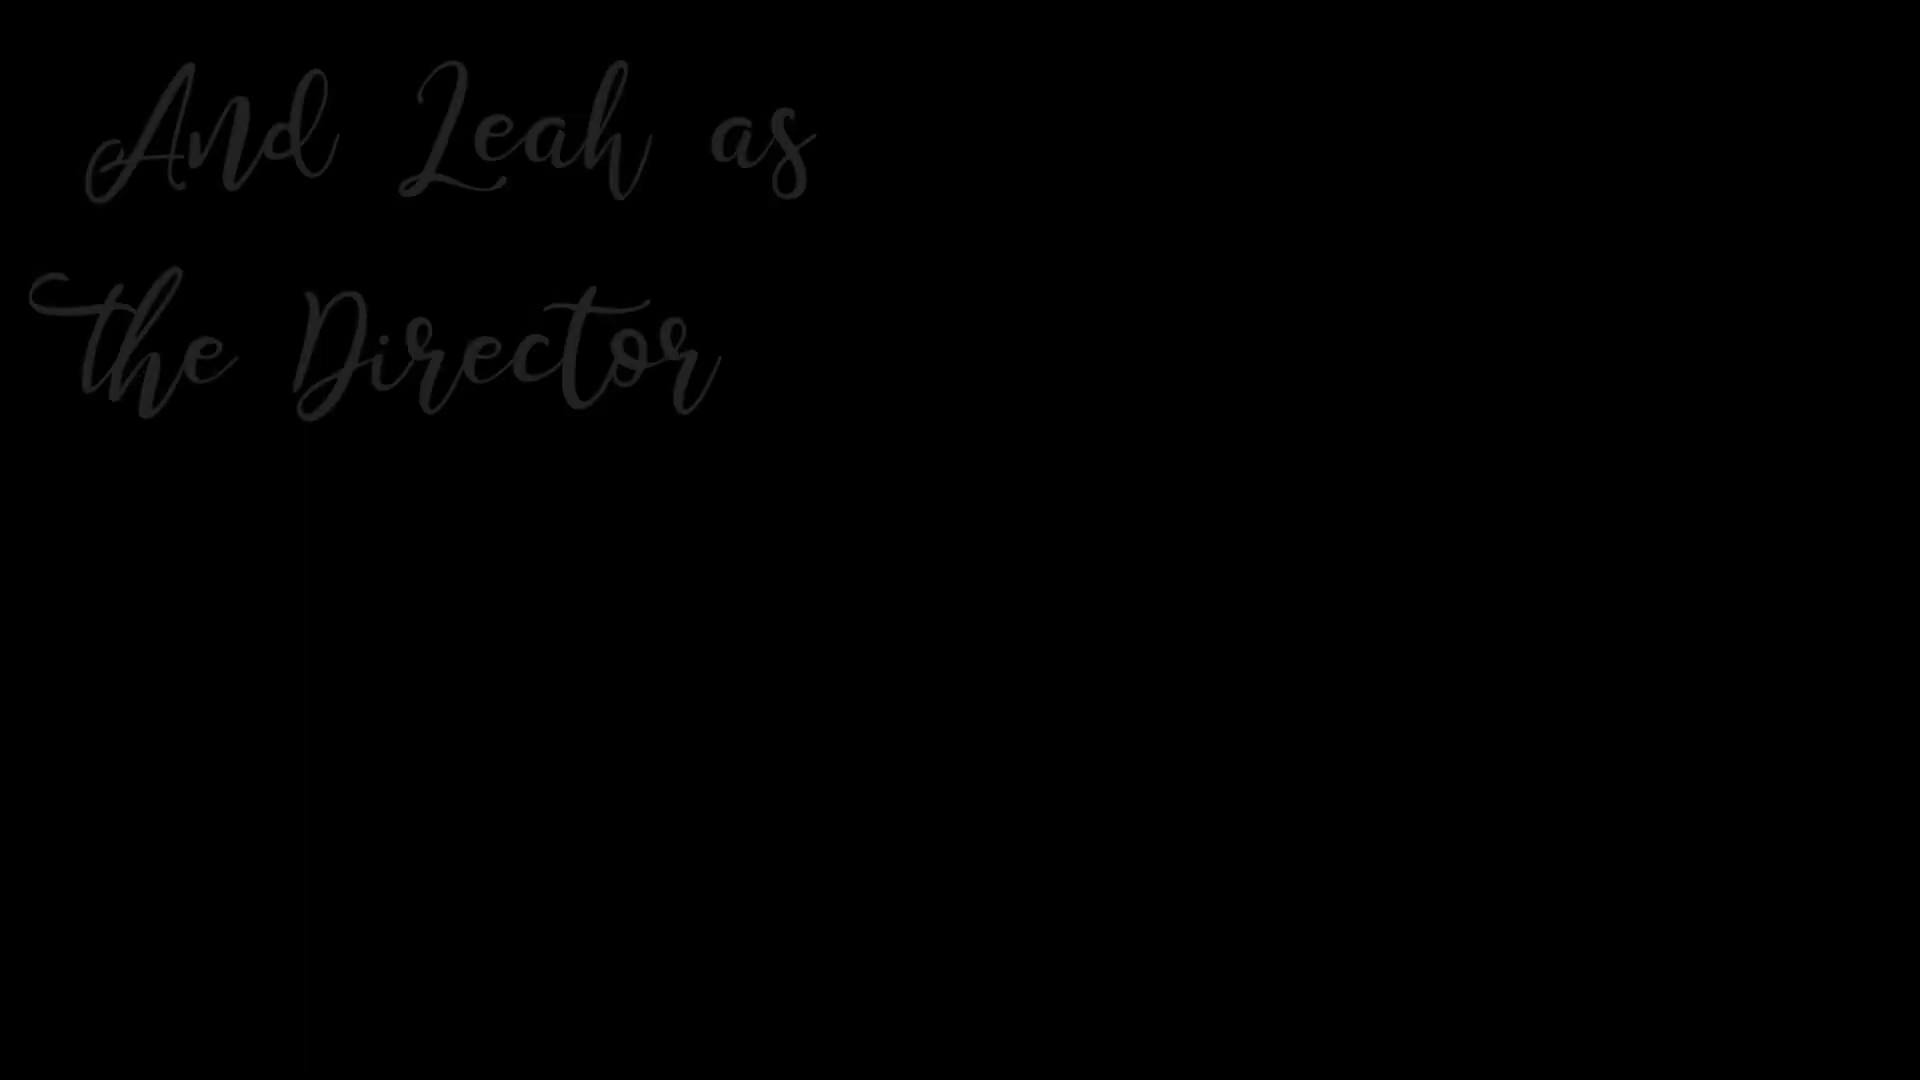 And Leah as
the Director